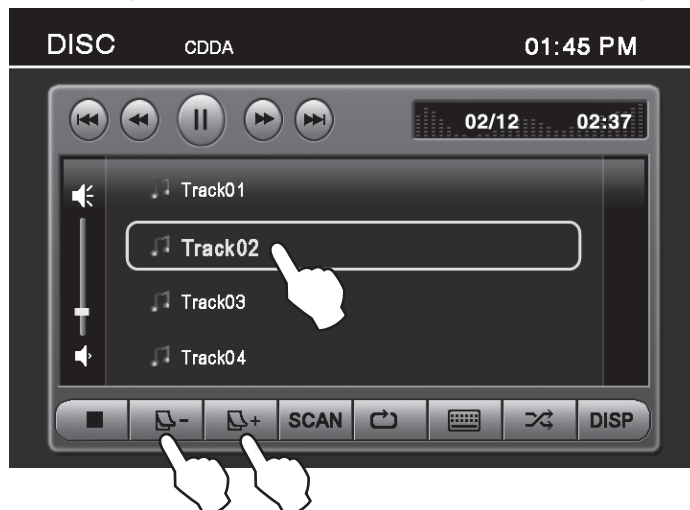 DISC CDDA 01:45 PM
02/12 02:37
Track01
Track02
Track03
Track04
- + SCAN DISP